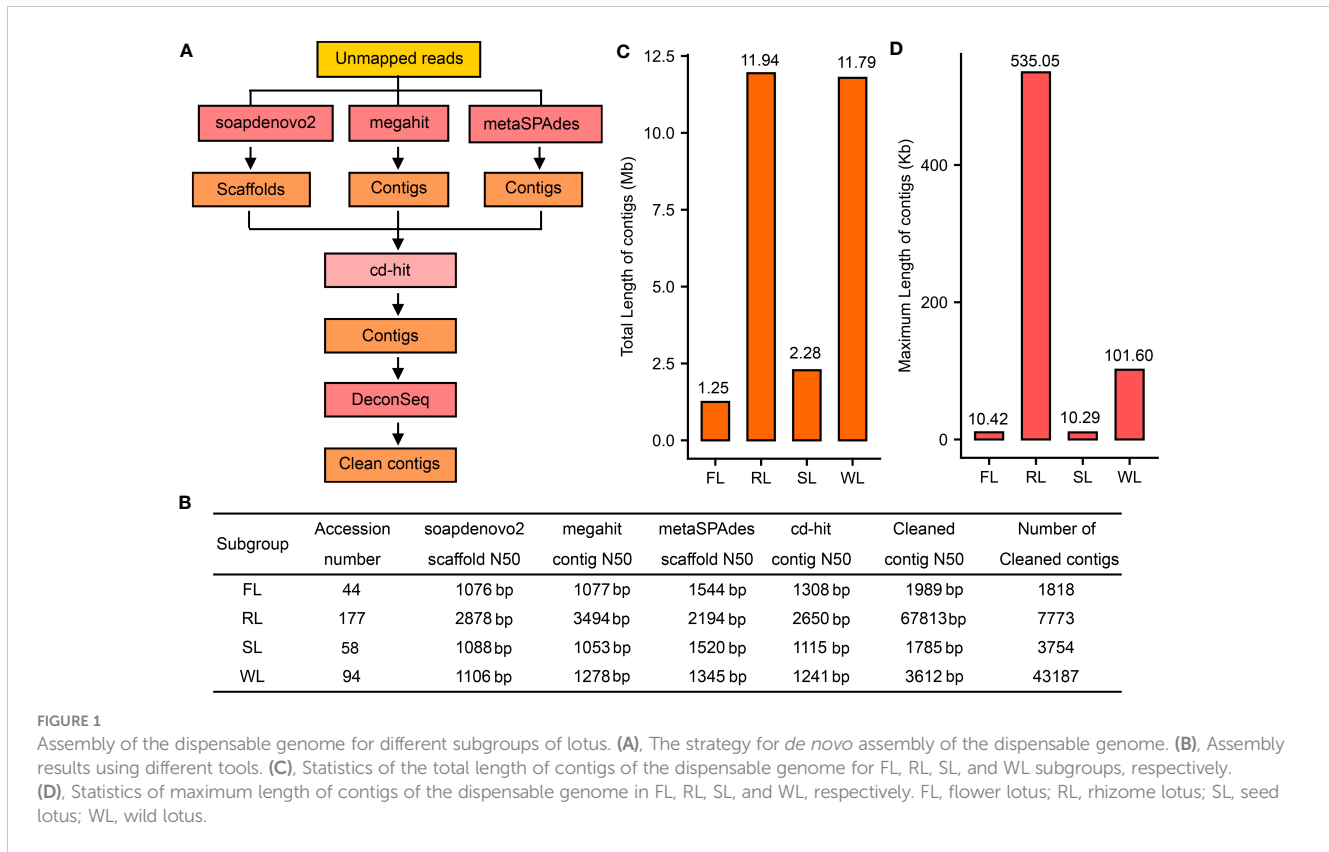 A
Unmapped reads
soapdenovo2 megahit metaSPAdes
Scaffolds Contigs Contigs
cd-hit
Contigs
DeconSeq
Clean contigs
C
Total Length of contigs (Mb)
12.5
10.0
7.5
5.0
2.5
0.0
1.25
11.94
2.28
11.79
FL RL SL WL
D
Maximum Length of contigs (Kb)
400
200
0
10.42
535.05
10.29
101.60
FL RL SL WL
B
Subgroup Accession number soapdenovo2 scaffold N50 megahit contig N50 metaSPAdes scaffold N50 cd-hit contig N50 Cleaned contig N50 Number of Cleaned contigs
FL 44 1076 bp 1077 bp 1544 bp 1308 bp 1989 bp 1818
RL 177 2878 bp 3494 bp 2194 bp 2650 bp 67813 bp 7773
SL 58 1088 bp 1053 bp 1520 bp 1115 bp 1785 bp 3754
WL 94 1106 bp 1278 bp 1345 bp 1241 bp 3612 bp 43187
FIGURE 1
Assembly of the dispensable genome for different subgroups of lotus. (A), The strategy for de novo assembly of the dispensable genome. (B), Assembly
results using different tools. (C), Statistics of the total length of contigs of the dispensable genome for FL, RL, SL, and WL subgroups, respectively.
(D), Statistics of maximum length of contigs of the dispensable genome in FL, RL, SL, and WL, respectively. FL, flower lotus; RL, rhizome lotus; SL, seed
lotus; WL, wild lotus.